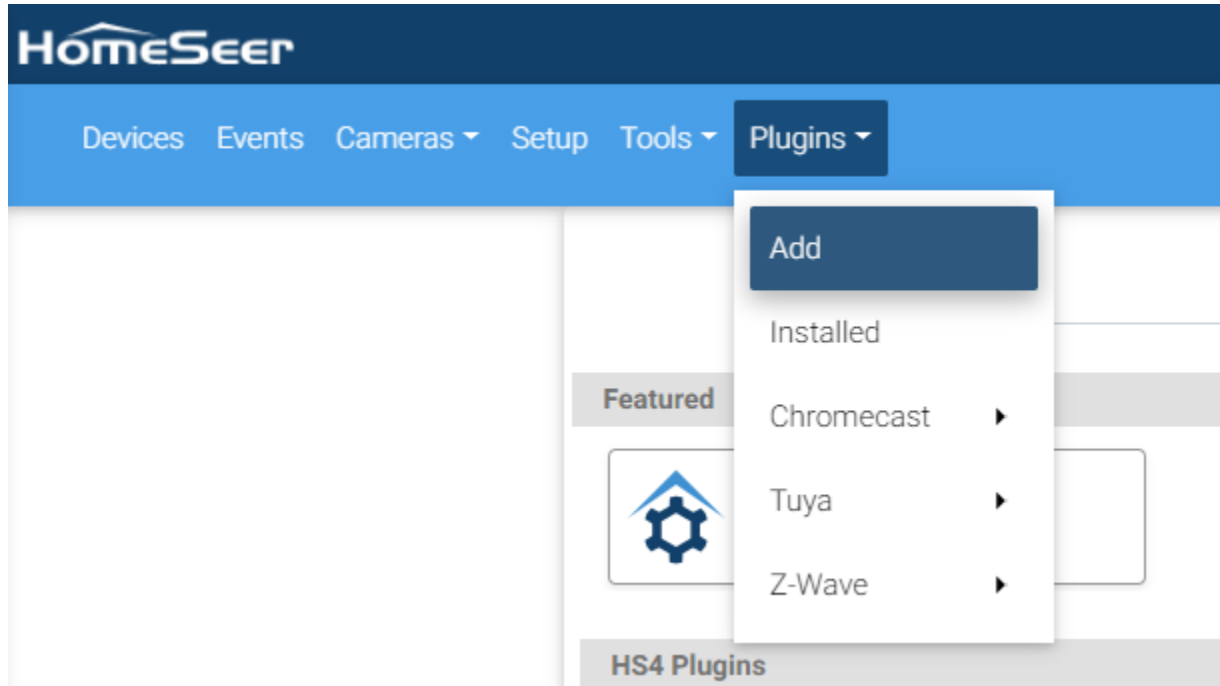 HomeSeer
Devices Events Cameras Setup Tools Plugins
Add
Installed
Featured
Chromecast
Tuya
Z-Wave
HS4 Plugins